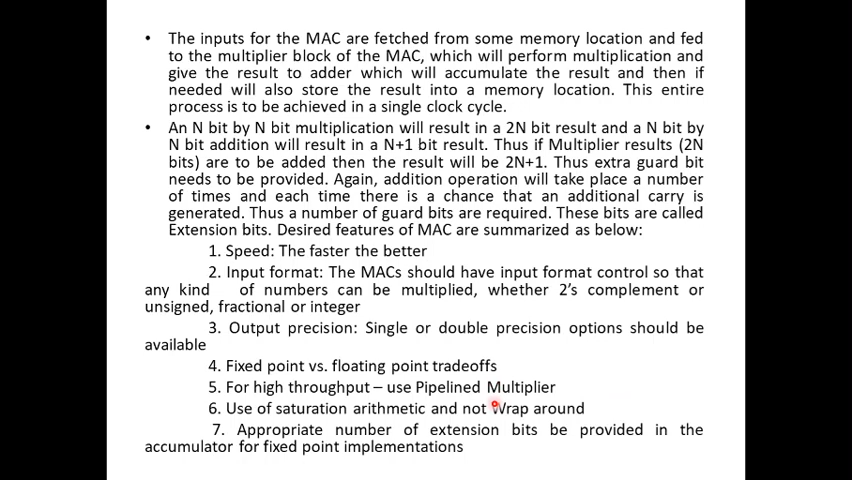 • The inputs for the MAC are fetched from some memory location and fed
to the multiplier block of the MAC, which will perform multiplication and
give the result to adder which will accumulate the result and then if
needed will also store the result into a memory location. This entire
process is to be achieved in a single clock cycle.
• An N bit by N bit multiplication will result in a 2N bit result and a N bit by
N bit addition will result in a N+1 bit result. Thus if Multiplier results (2N
bits) are to be added then the result will be 2N+1. Thus extra guard bit
needs to be provided. Again, addition operation will take place a number
of times and each time there is a chance that an additional carry is
generated. Thus a number of guard bits are required. These bits are called
Extension bits. Desired features of MAC are summarized as below:
1. Speed: The faster the better
2. Input format: The MACs should have input format control so that
any kind of numbers can be multiplied, whether 2's complement or
unsigned, fractional or integer
3. Output precision: Single or double precision options should be
available
4. Fixed point vs. floating point tradeoffs
5. For high throughput – use Pipelined Multiplier
6. Use of saturation arithmetic and not Wrap around
7. Appropriate number of extension bits be provided in the
accumulator for fixed point implementations